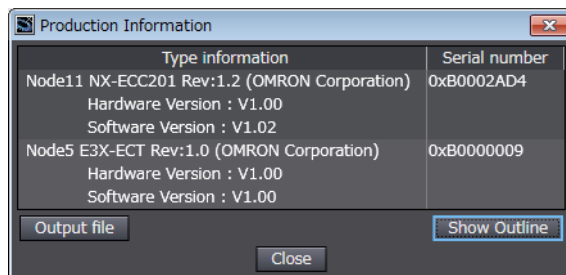 Production Information
Type information Serial number
Node11 NX-ECC201 Rev:1.2 (OMRON Corporation) 0xB0002AD4
Hardware Version : V1.00
Software Version : V1.02
Node5 E3X-ECT Rev:1.0 (OMRON Corporation) 0xB0000009
Hardware Version : V1.00
Software Version : V1.00
Output file Show Outline
Close